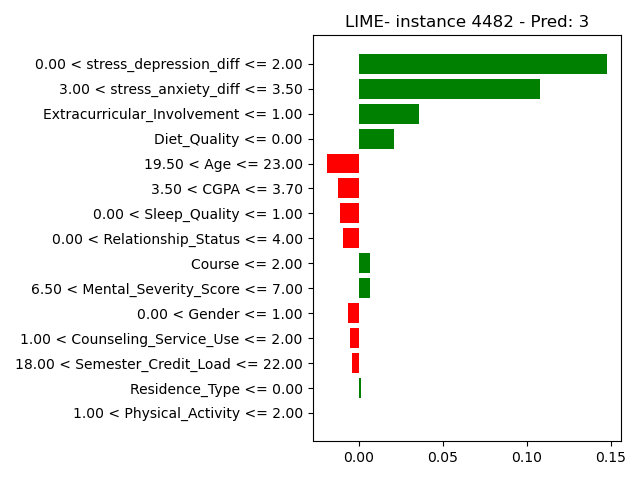 LIME- instance 4482 - Pred: 3
0.00 < stress_depression_diff <= 2.00
3.00 < stress_anxiety_diff <= 3.50
Extracurricular_Involvement <= 1.00
Diet_Quality <= 0.00
19.50 < Age <= 23.00
3.50 < CGPA <= 3.70
0.00 < Sleep_Quality <= 1.00
0.00 < Relationship_Status <= 4.00
Course <= 2.00
6.50 < Mental_Severity_Score <= 7.00
0.00 < Gender <= 1.00
1.00 < Counseling_Service_Use <= 2.00
18.00 < Semester_Credit_Load <= 22.00
Residence_Type <= 0.00
1.00 < Physical_Activity <= 2.00
0.00 0.05 0.10 0.15